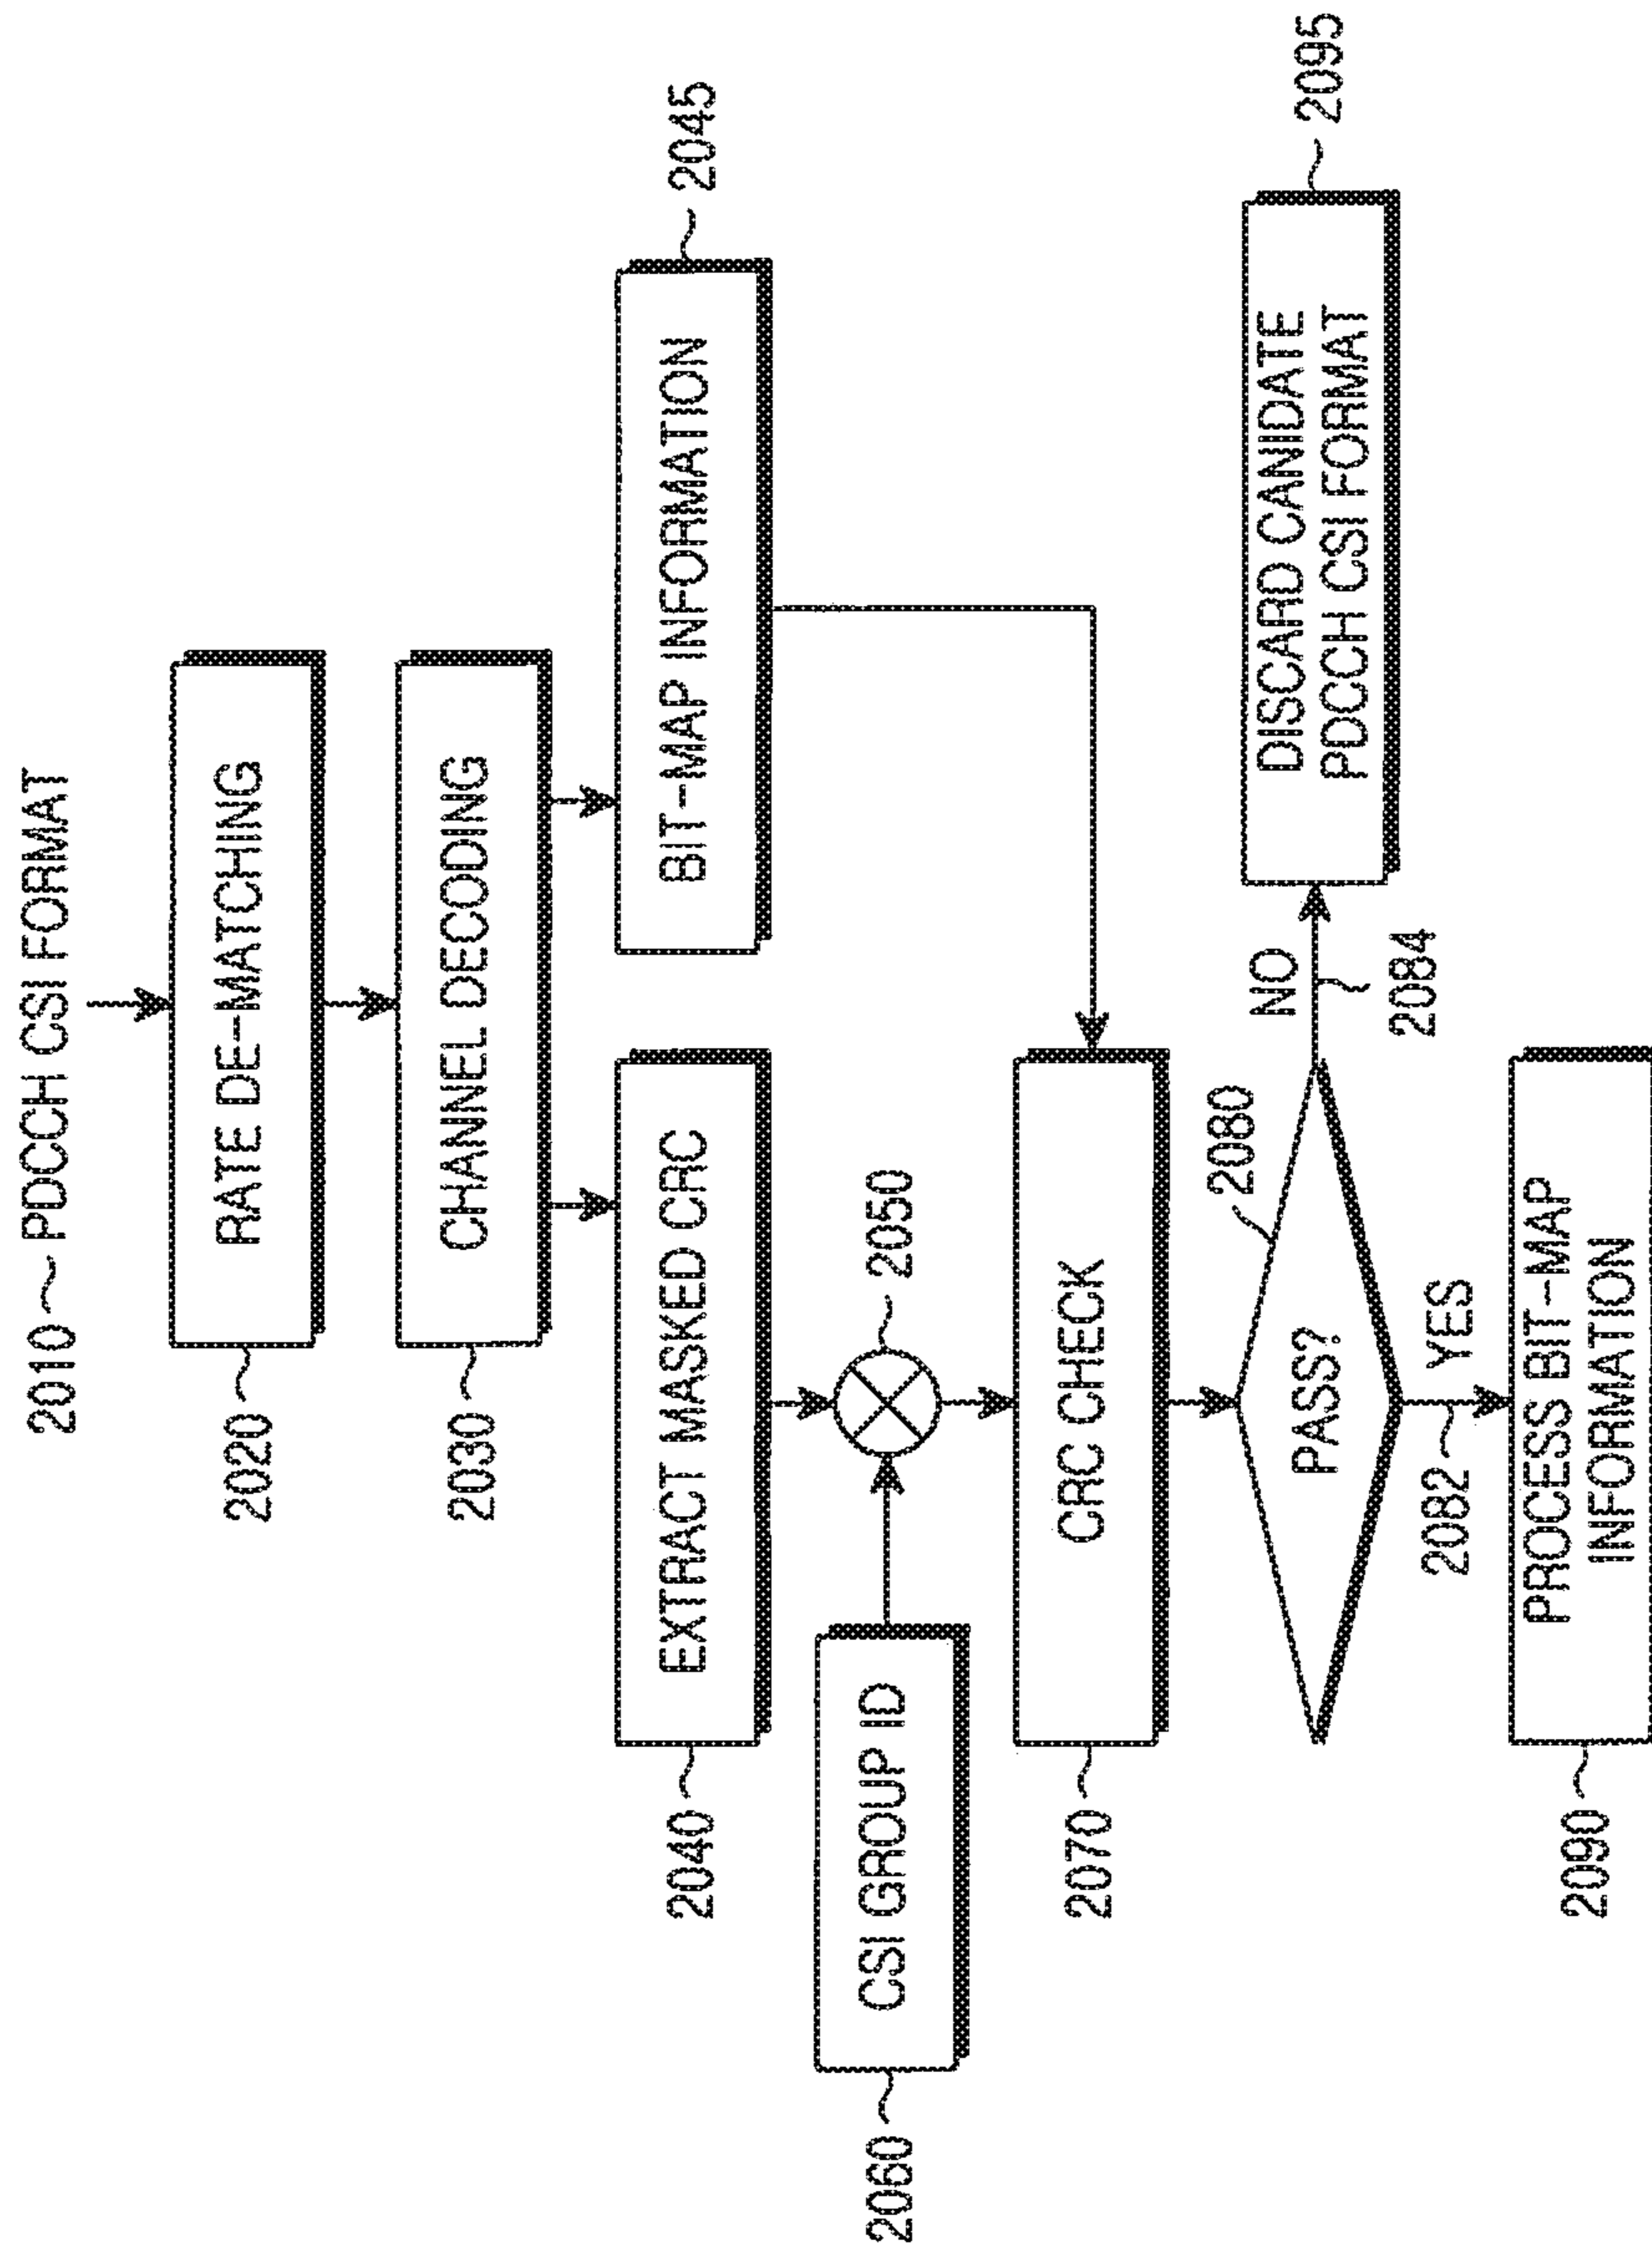 2010 PDCCH CSI FORMAT
RATE DE-MATCHING
2020
CHANNEL DECODING
2030
EXTRACT MASKED CRC
2040
BIT-MAP INFORMATION
2045
2050
CSI GROUP ID
2060
CRC CHECK
2070
PASS?
2080
NO
2084
DISCARD CANDIDATE
PDCCH CSI FORMAT
2095
2082
YES
PROCESS BIT-MAP
INFORMATION
2090